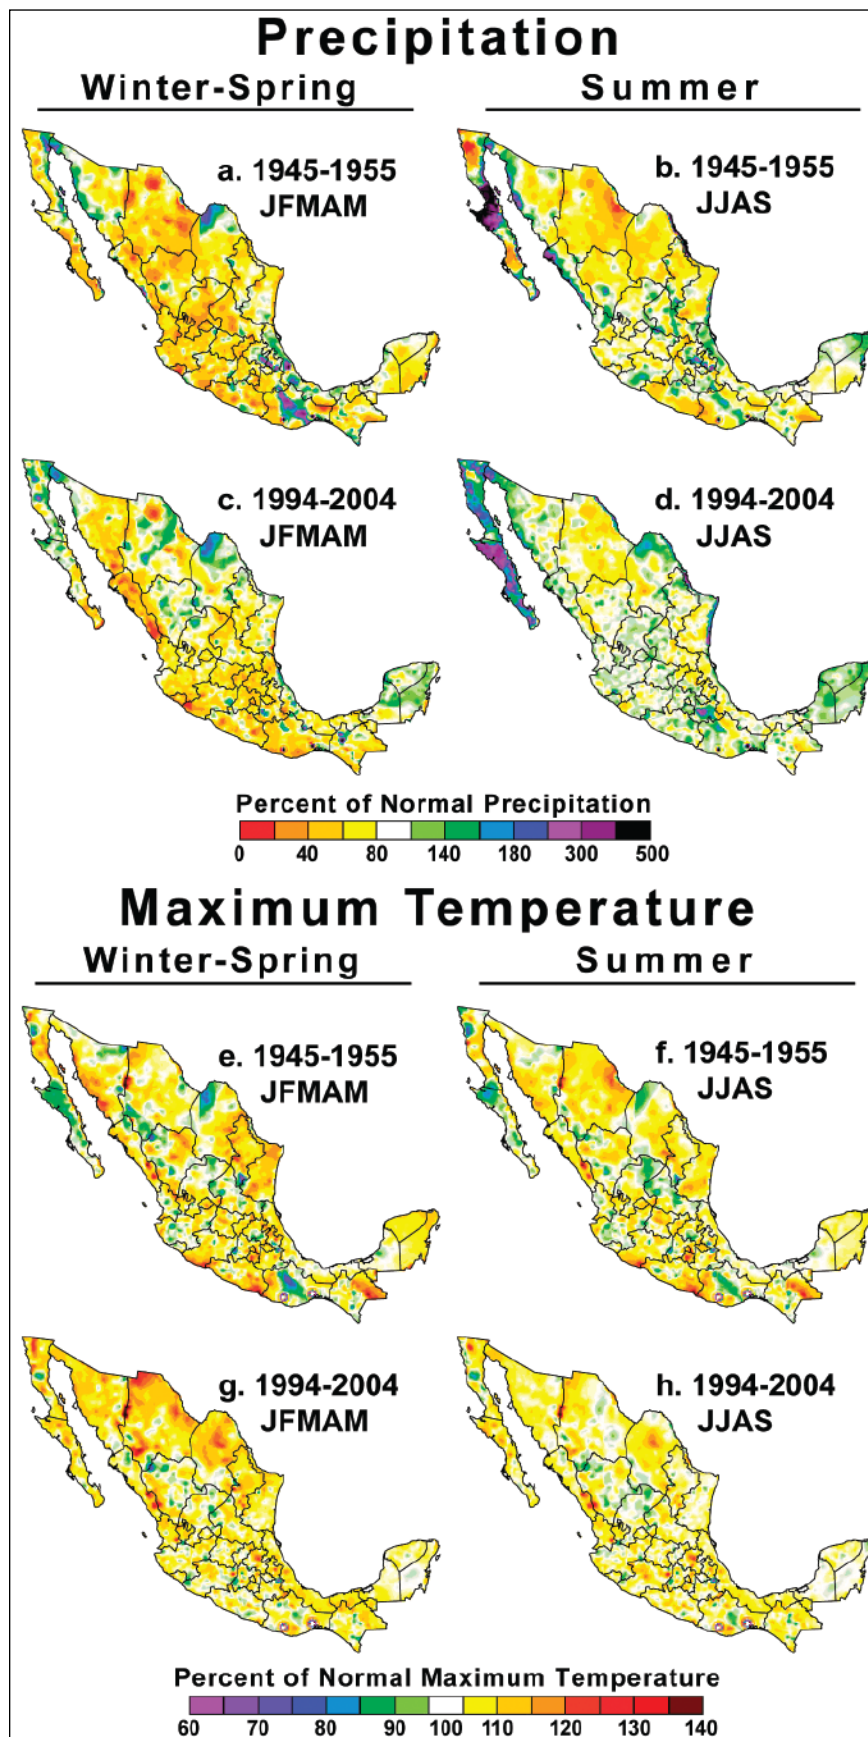 Precipitation
Winter-Spring
Summer
a. 1945-1955
JFMAM
b. 1945-1955
JJAS
c. 1994-2004
JFMAM
d. 1994-2004
JJAS
Percent of Normal Precipitation
0 40 80 140 180 300 500
Maximum Temperature
Winter-Spring
Summer
e. 1945-1955
JFMAM
f. 1945-1955
JJAS
g. 1994-2004
JFMAM
h. 1994-2004
JJAS
Percent of Normal Maximum Temperature
60 70 80 90 100 110 120 130 140